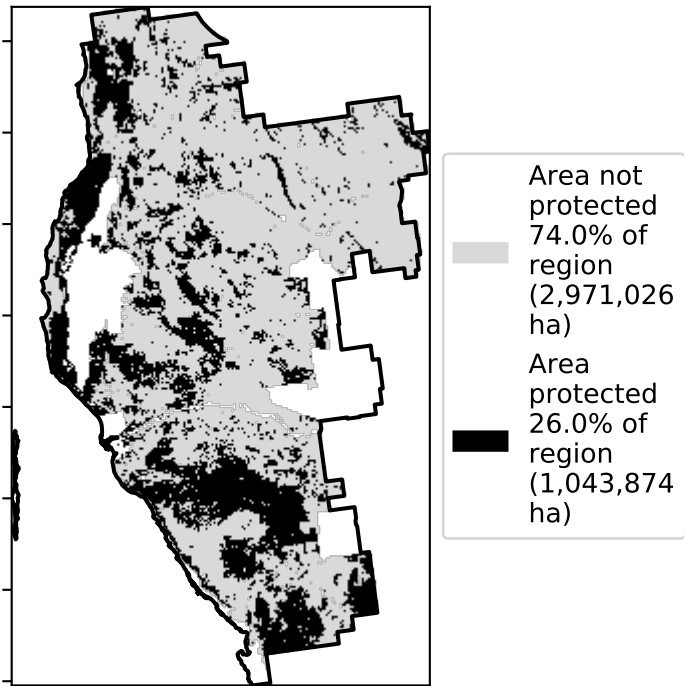 Area not
protected
74.0% of
region
(2,971,026
ha)
Area
protected
26.0% of
region
(1,043,874
ha)